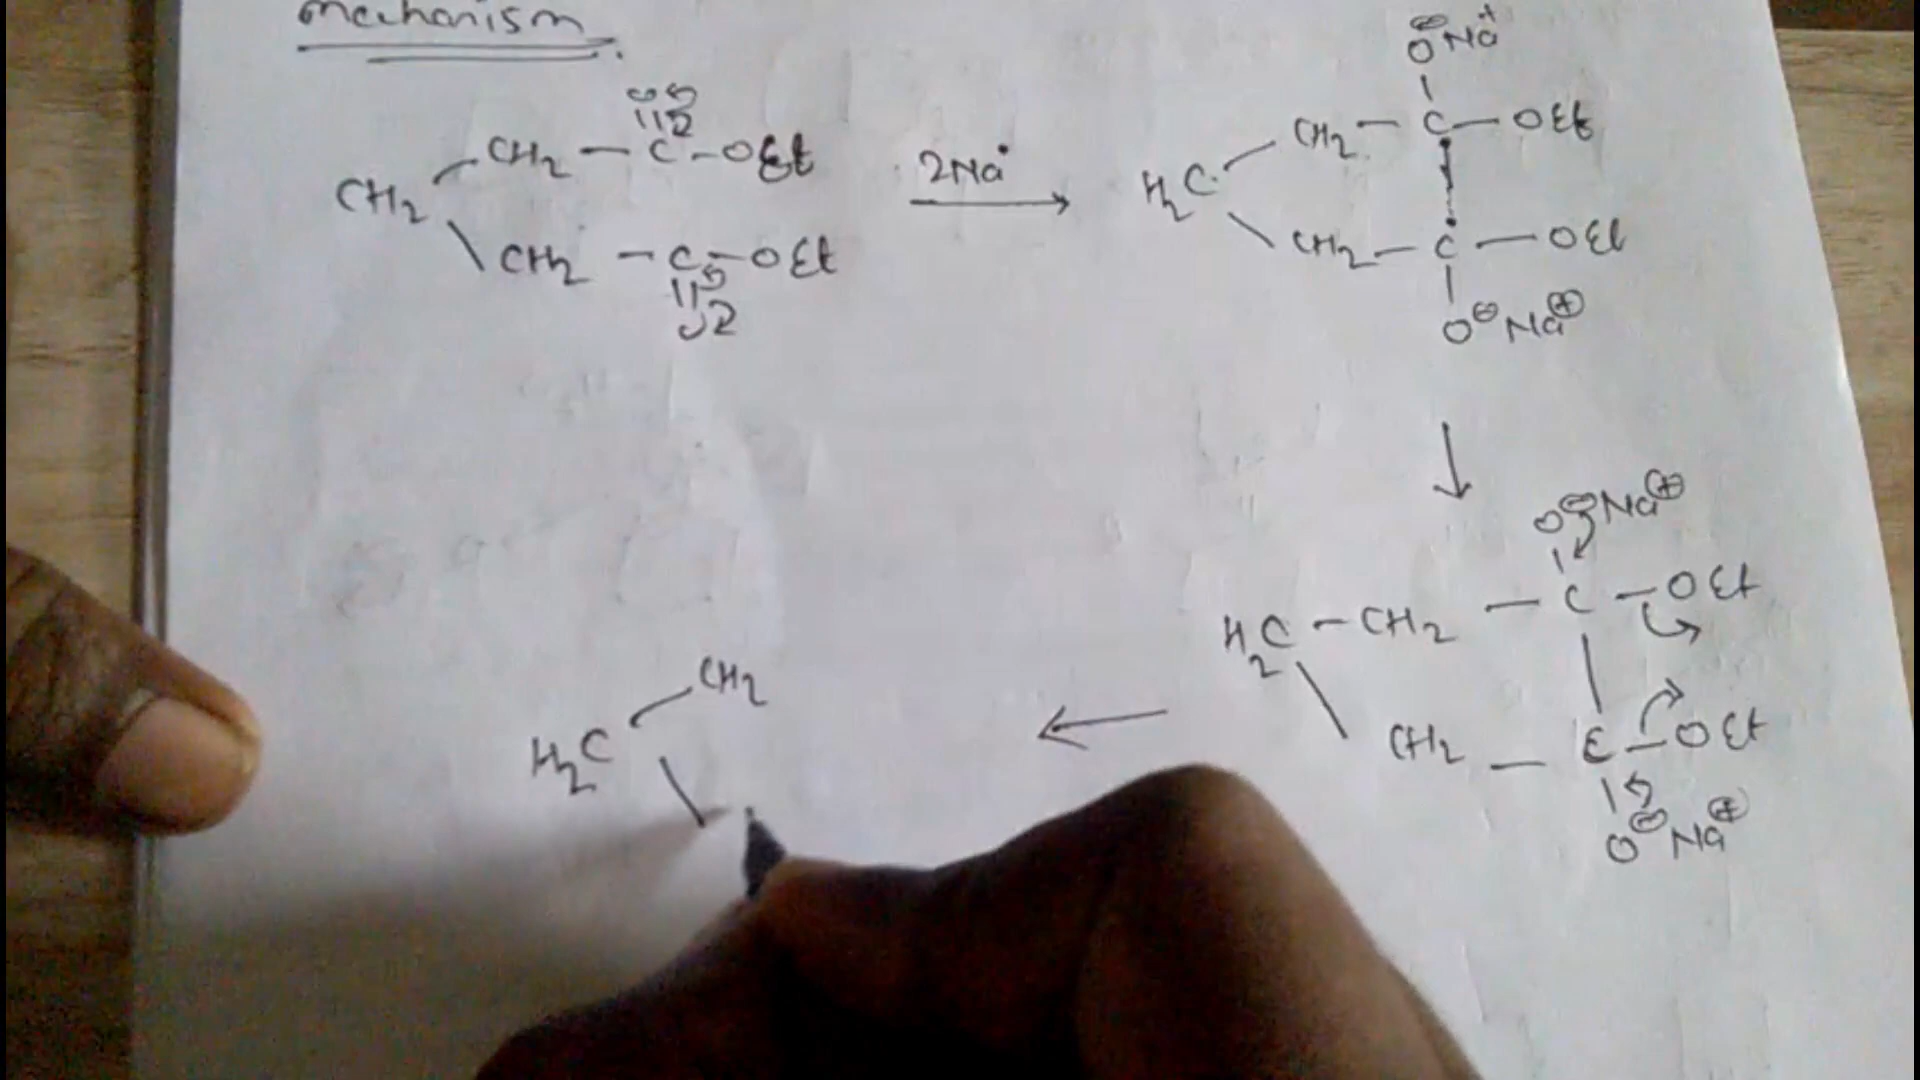 mechanism
O
||
CH2 — C — OEt
CH2
CH2 — C — OEt
||
O
2Na•
O⊖ Na+
CH2 — C — OEt
H2C
CH2 — C — OEt
O⊖ Na⊕
O⊖ Na⊕
H2C — CH2 — C — OEt
CH2 — C — OEt
O⊖ Na⊕
CH2
H2C